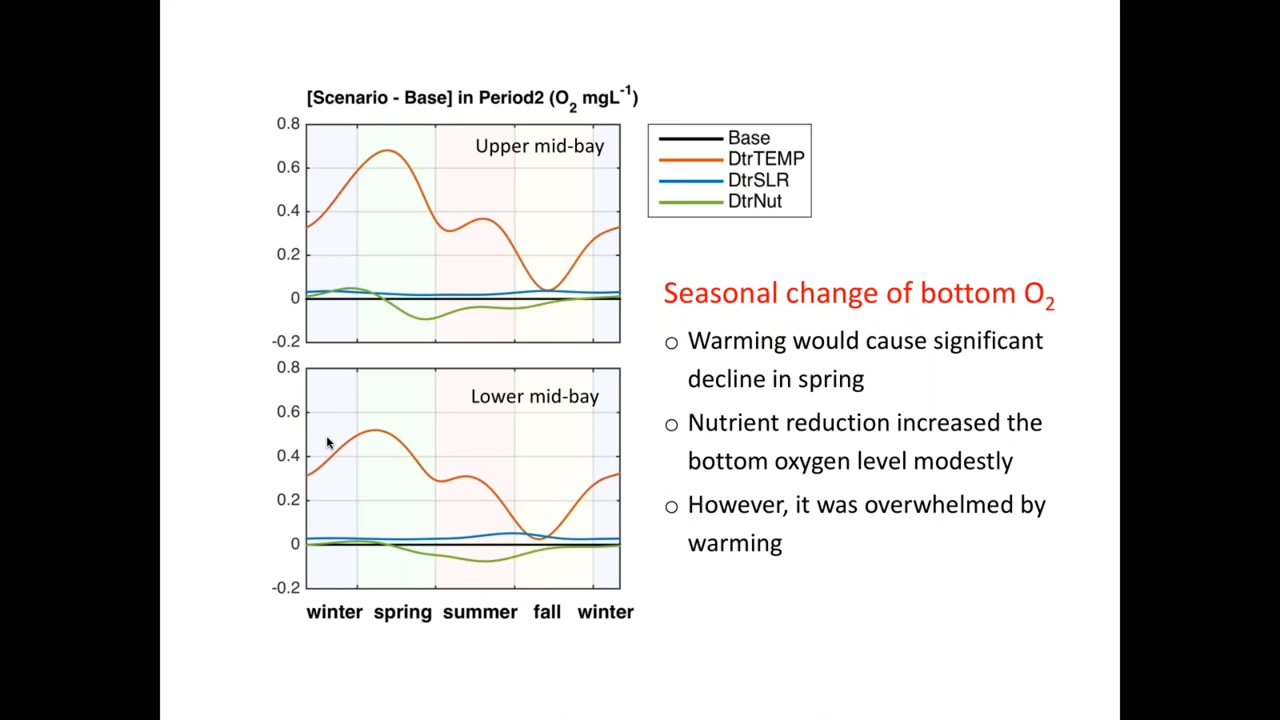 [Scenario - Base] in Period2 (O2 mgL-1)
0.8
Upper mid-bay
0.6
0.4
0.2
0
-0.2
0.8
Lower mid-bay
0.6
0.4
0.2
0
-0.2
winter spring summer fall winter
Base
DtrTEMP
DtrSLR
DtrNut
Seasonal change of bottom O2
○ Warming would cause significant
decline in spring
○ Nutrient reduction increased the
bottom oxygen level modestly
○ However, it was overwhelmed by
warming